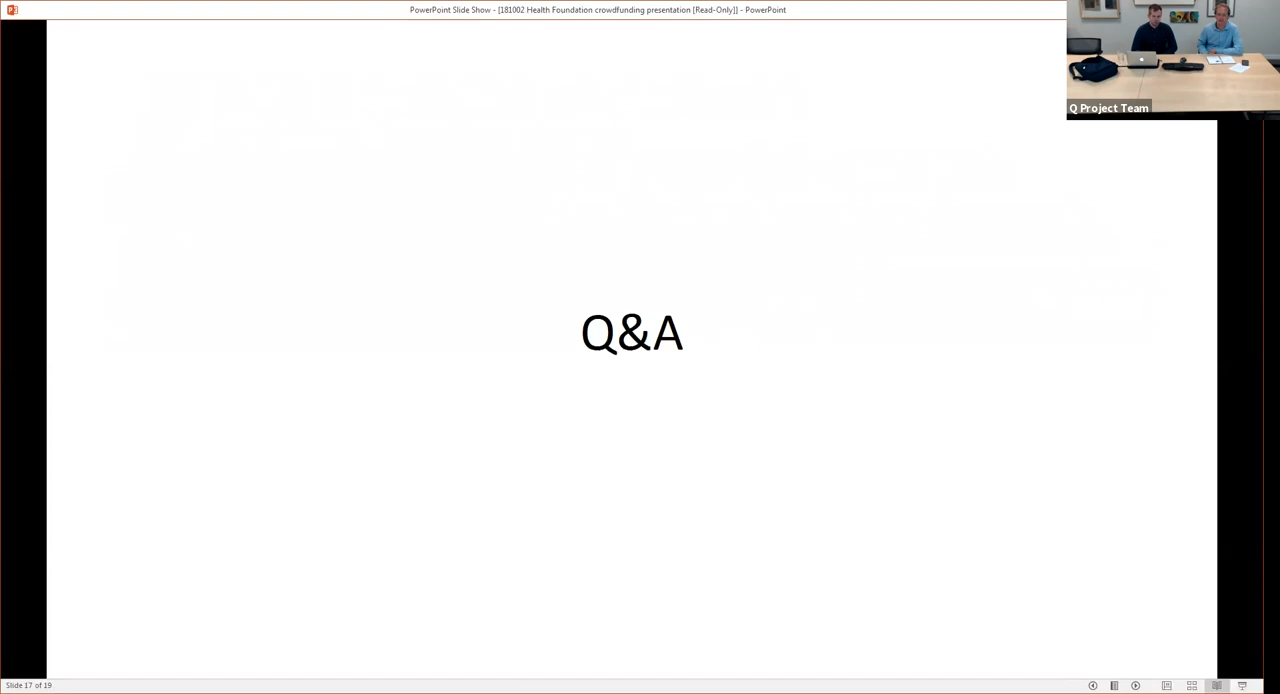 PowerPoint Slide Show - [181002 Health Foundation crowdfunding presentation [Read-Only]] - PowerPoint
Q Project Team
Q&A
Slide 17 of 19